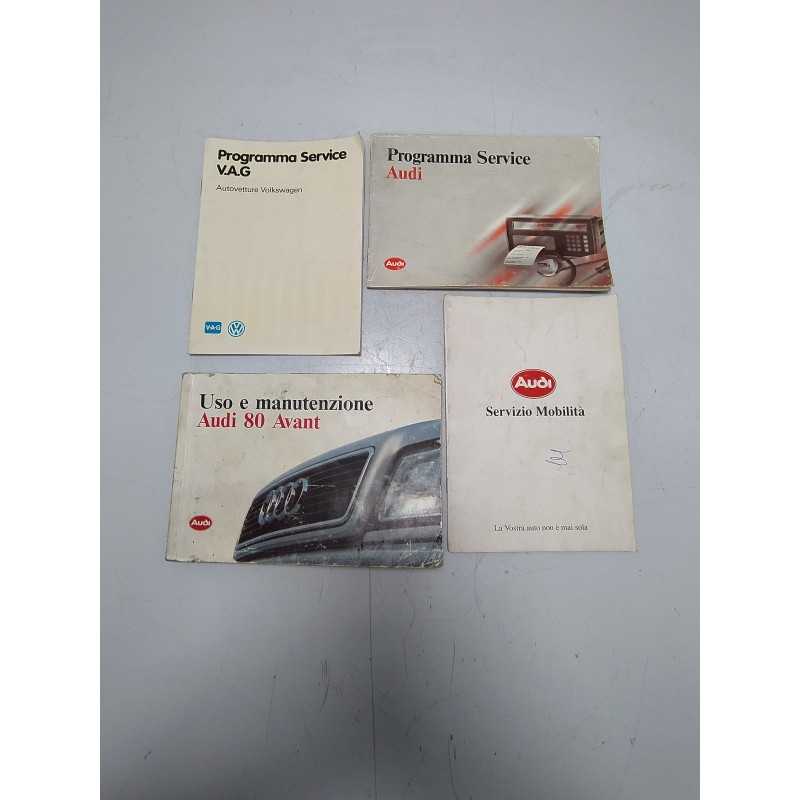 Programma Service
V.A.G
Autovetture Volkswagen
V·A·G
Programma Service
Audi
Audi
Uso e manutenzione
Audi 80 Avant
Audi
Audi
Servizio Mobilità
La Vostra auto non è mai sola